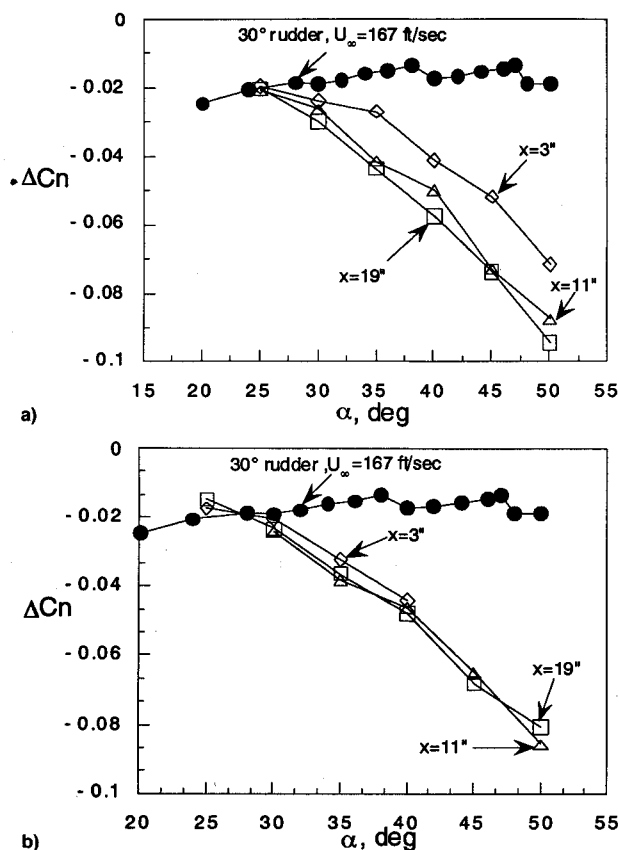 0
30° rudder, U∞=167 ft/sec
- 0.02
x=3"
- 0.04
ΔCn
- 0.06
x=19"
- 0.08
x=11"
- 0.1
15 20 25 30 35 40 45 50 55
a) α, deg
0
30° rudder ,U∞=167 ft/sec
- 0.02
x=3"
- 0.04
ΔCn
- 0.06
x=19"
- 0.08
x=11"
- 0.1
20 25 30 35 40 45 50 55
b) α, deg